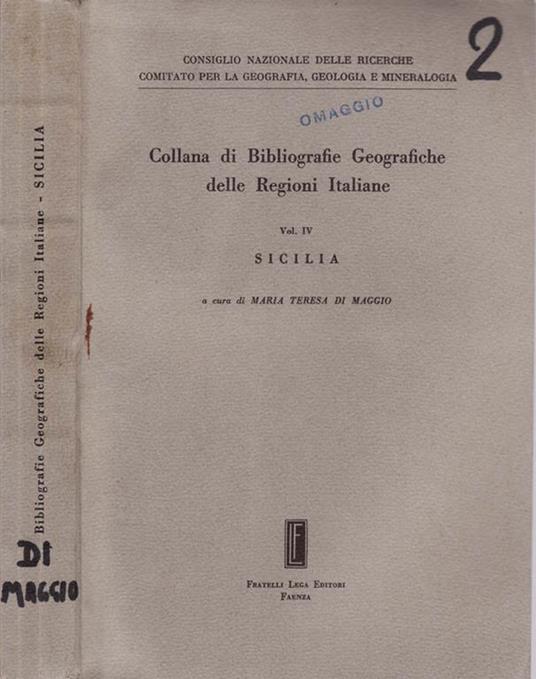 Bibliografie Geografiche delle Regioni Italiane - SICILIA
DI
MAGGIO
2
CONSIGLIO NAZIONALE DELLE RICERCHE
COMITATO PER LA GEOGRAFIA, GEOLOGIA E MINERALOGIA
OMAGGIO
Collana di Bibliografie Geografiche
delle Regioni Italiane
Vol. IV
SICILIA
a cura di MARIA TERESA DI MAGGIO
FRATELLI LEGA EDITORI
FAENZA